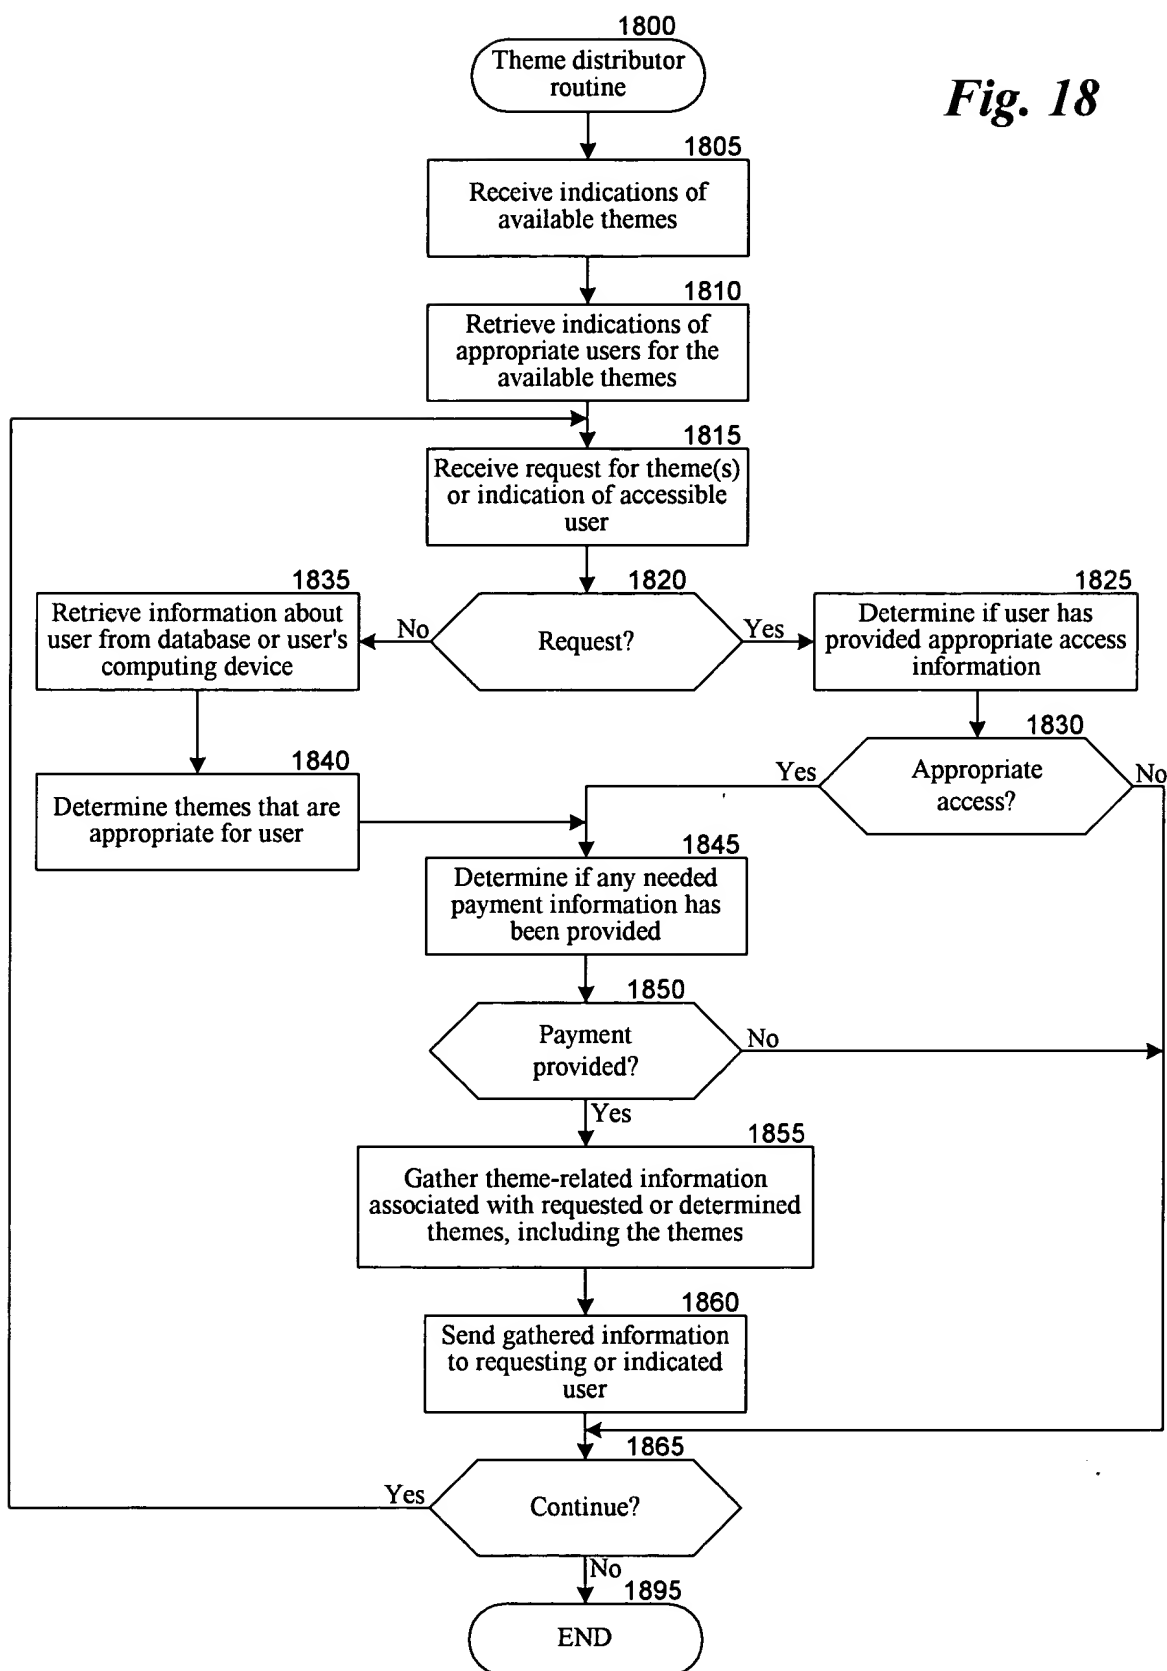 1800
Theme distributor
routine
Fig. 18
1805
Receive indications of
available themes
1810
Retrieve indications of
appropriate users for the
available themes
1815
Receive request for theme(s)
or indication of accessible
user
1820
Request?
No
Yes
1835
Retrieve information about
user from database or user's
computing device
1825
Determine if user has
provided appropriate access
information
1830
Appropriate
access?
Yes
No
1840
Determine themes that are
appropriate for user
1845
Determine if any needed
payment information has
been provided
1850
Payment
provided?
No
Yes
1855
Gather theme-related information
associated with requested or determined
themes, including the themes
1860
Send gathered information
to requesting or indicated
user
1865
Continue?
Yes
No
1895
END